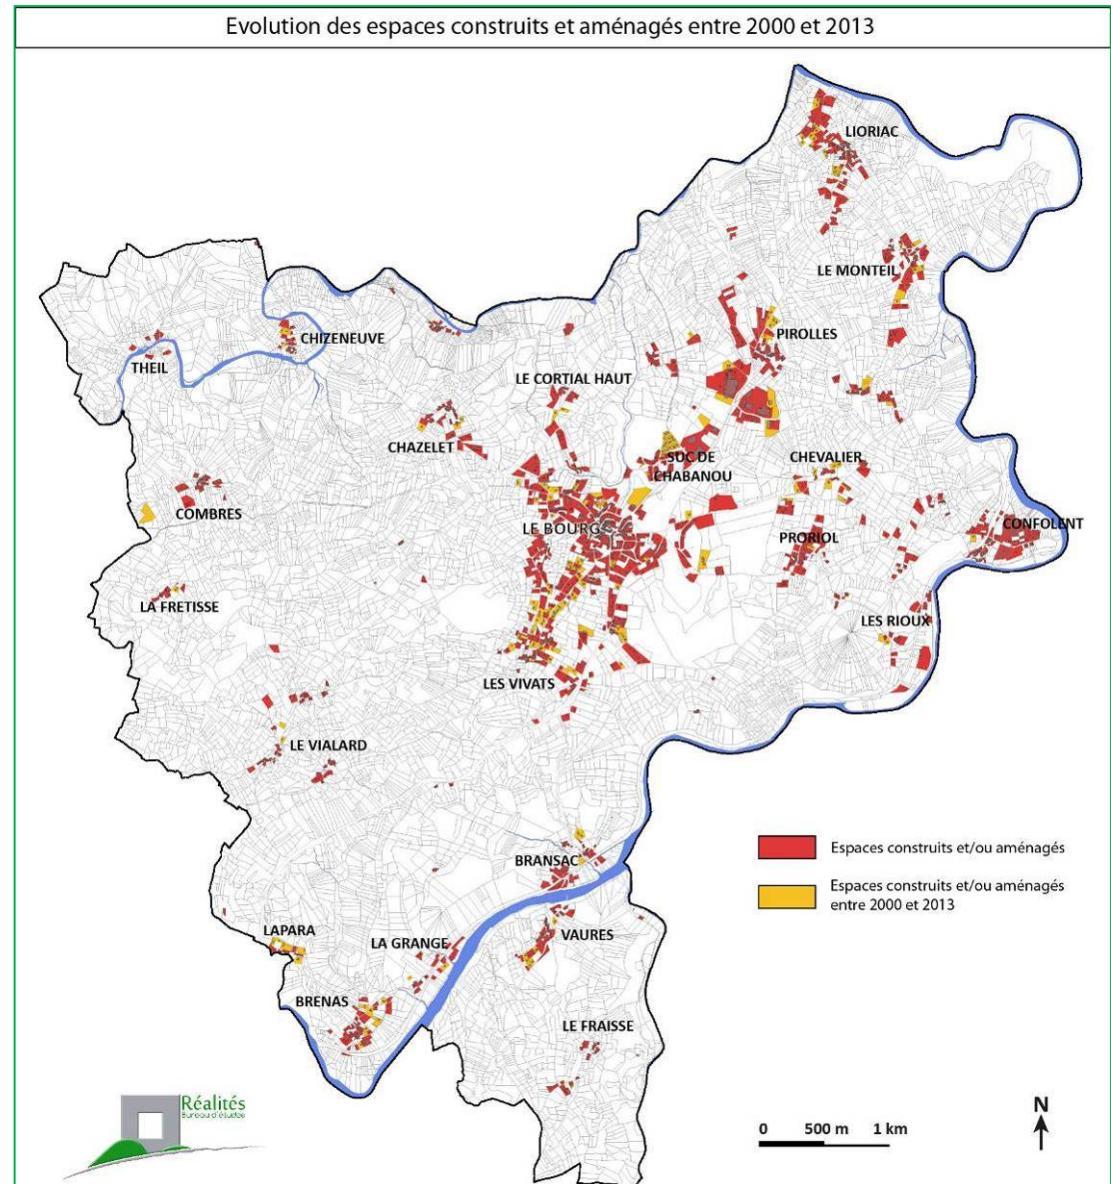 Evolution des espaces construits et aménagés entre 2000 et 2013
LIORIAC
LE MONTEIL
PIROLLES
CHIZENEUVE
THEIL
LE CORTIAL HAUT
CHAZELET
SUC DE
CHABANOU
CHEVALIER
COMBRES
LE BOURG
PRORIOL
CONFOLENT
LA FRETISSE
LES RIOUX
LES VIVATS
LE VIALARD
BRANSAC
Espaces construits et/ou aménagés
Espaces construits et/ou aménagés
entre 2000 et 2013
LAPARA
LA GRANGE
VAURES
BRENAS
LE FRAISSE
Réalités
Bureau d'études
0 500 m 1 km
N